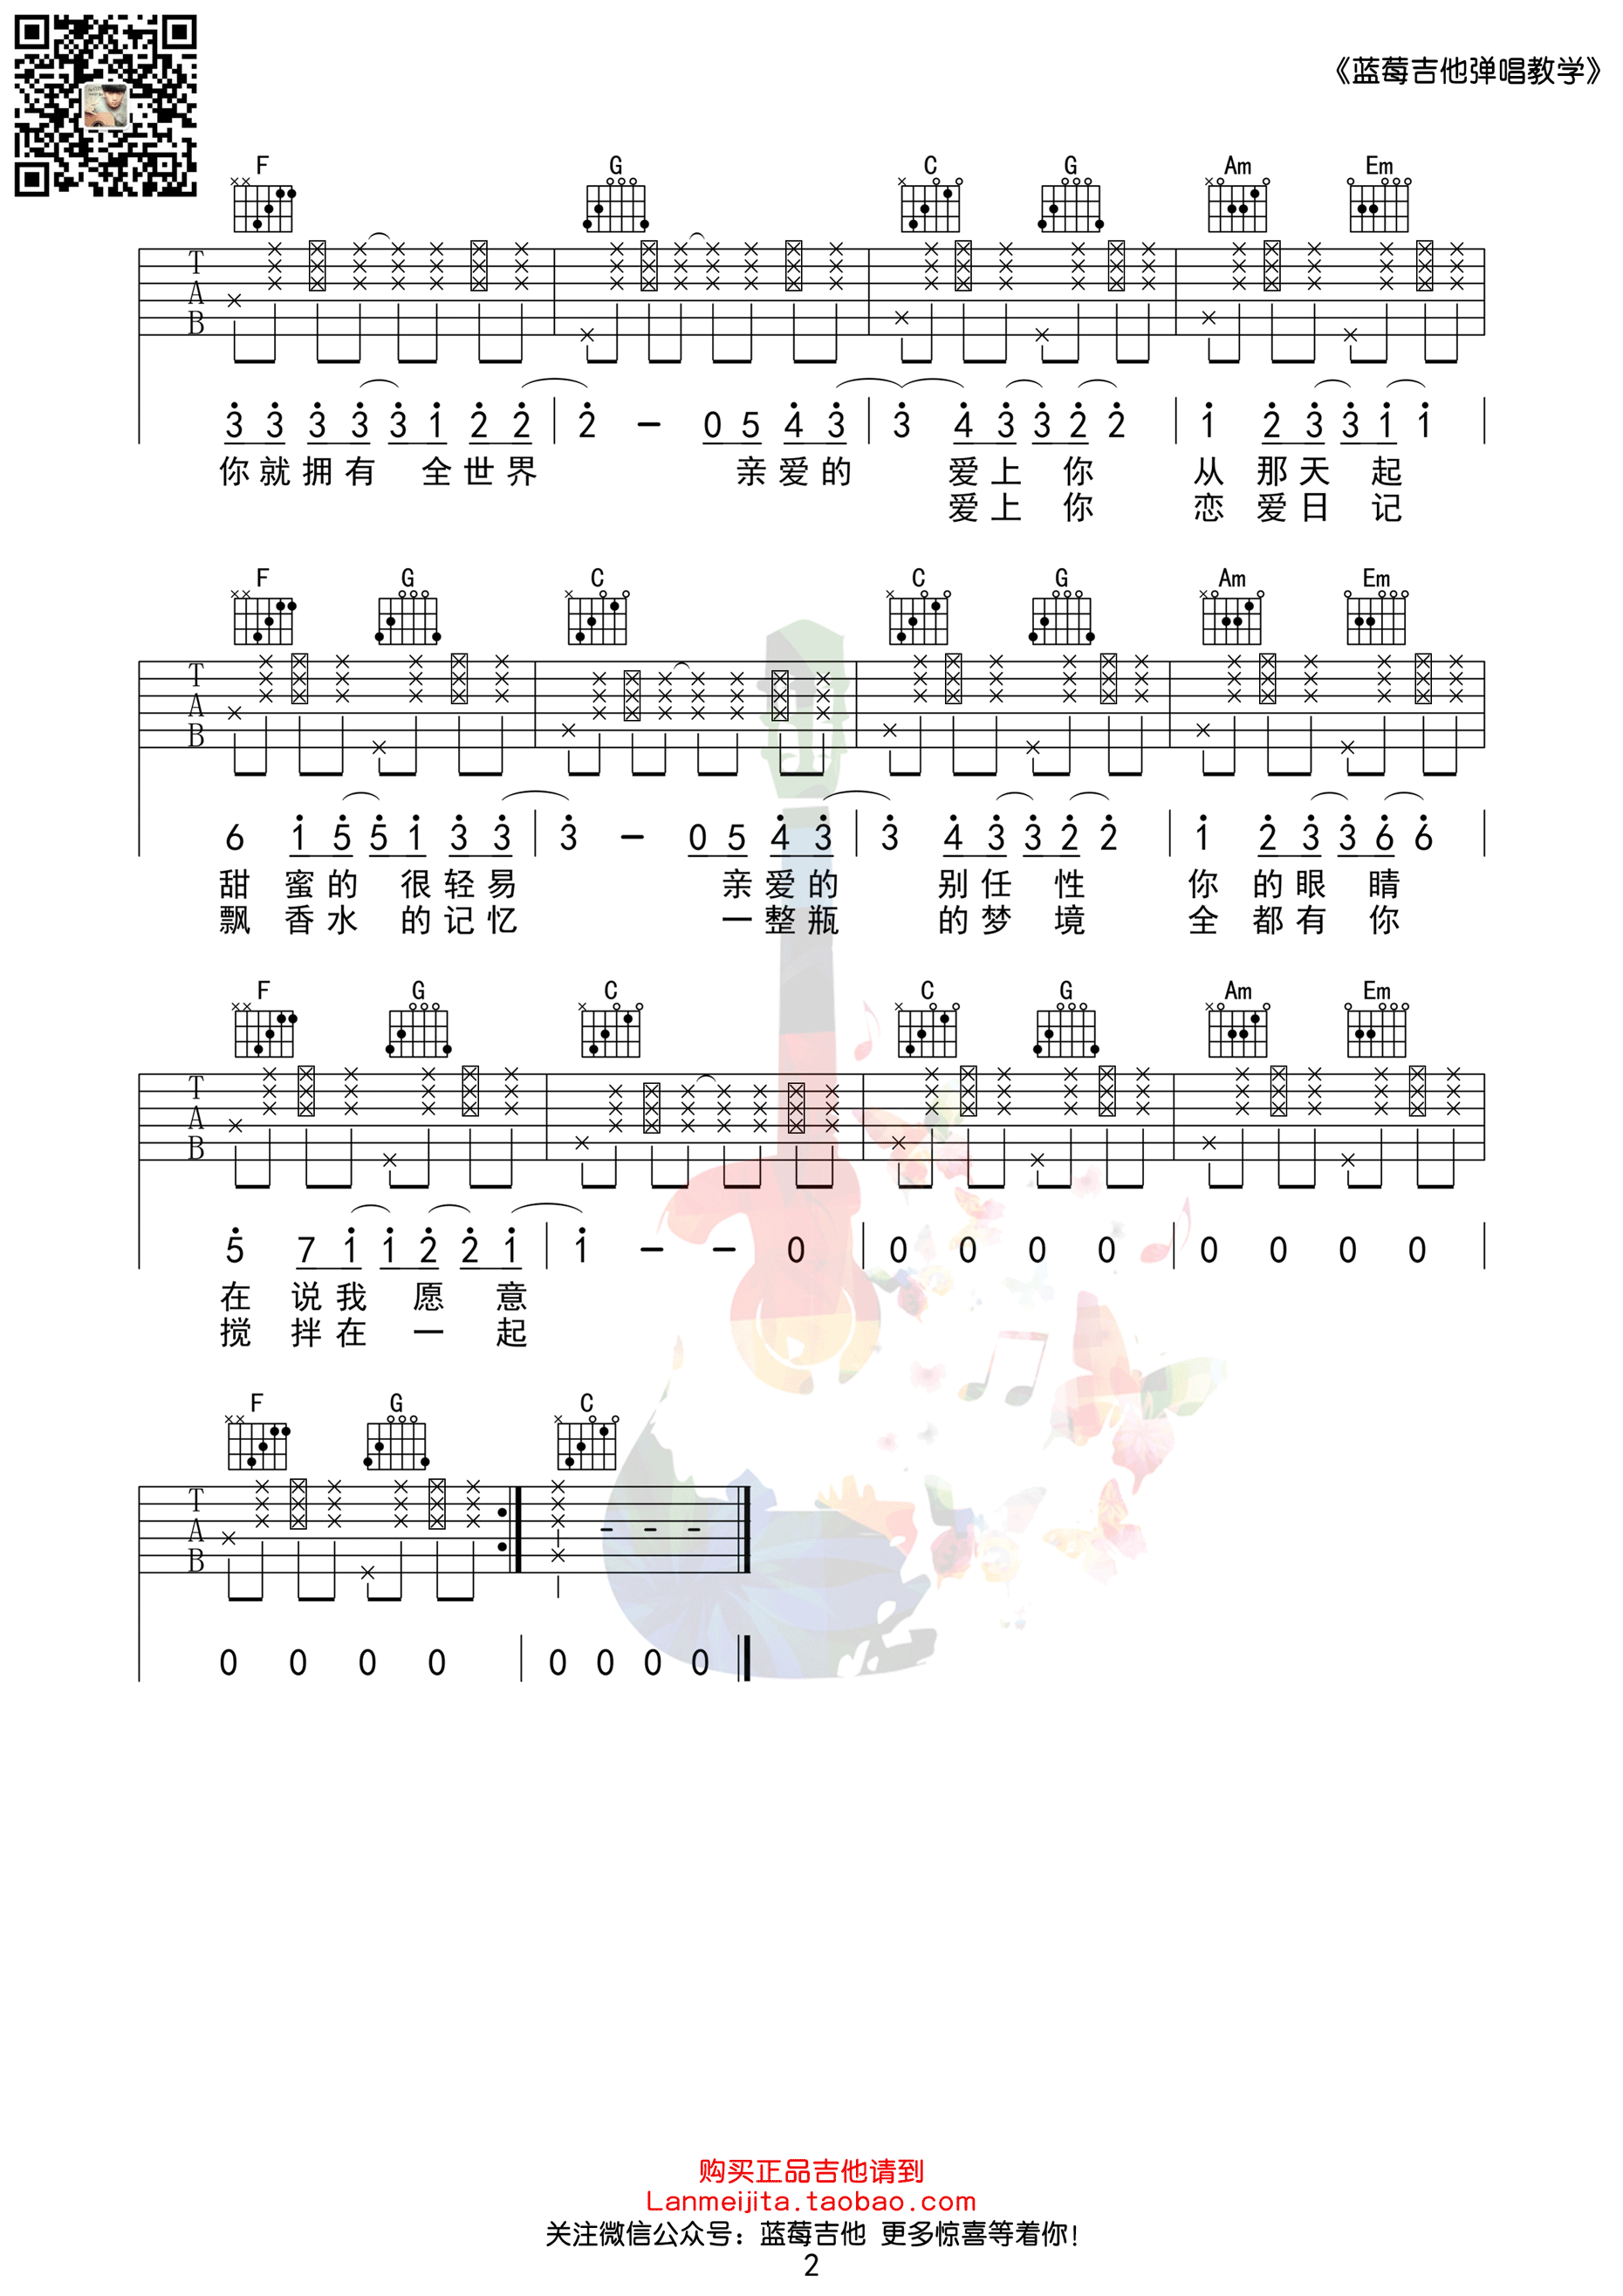 《蓝莓吉他弹唱教学》
F G C G Am Em
T
A
B
3 3 3 3 3 1 2 2 | 2 - 0 5 4 3 | 3 4 3 3 2 2 | 1 2 3 3 1 1 |
你 就 拥 有 全 世 界 亲 爱 的 爱 上 你 从 那 天 起
爱 上 你 恋 爱 日 记
F G C C G Am Em
T
A
B
6 1 5 5 1 3 3 | 3 - 0 5 4 3 | 3 4 3 3 2 2 | 1 2 3 3 6 6 |
甜 蜜 的 很 轻 易 亲 爱 的 别 任 性 你 的 眼 睛
飘 香 水 的 记 忆 一 整 瓶 的 梦 境 全 都 有 你
F G C C G Am Em
T
A
B
5 7 1 1 2 2 1 | 1 - - 0 | 0 0 0 0 | 0 0 0 0 |
在 说 我 愿 意
搅 拌 在 一 起
F G C
T
A
B
0 0 0 0 | 0 0 0 0
购买正品吉他请到
Lanmeijita.taobao.com
关注微信公众号：蓝莓吉他 更多惊喜等着你！
2